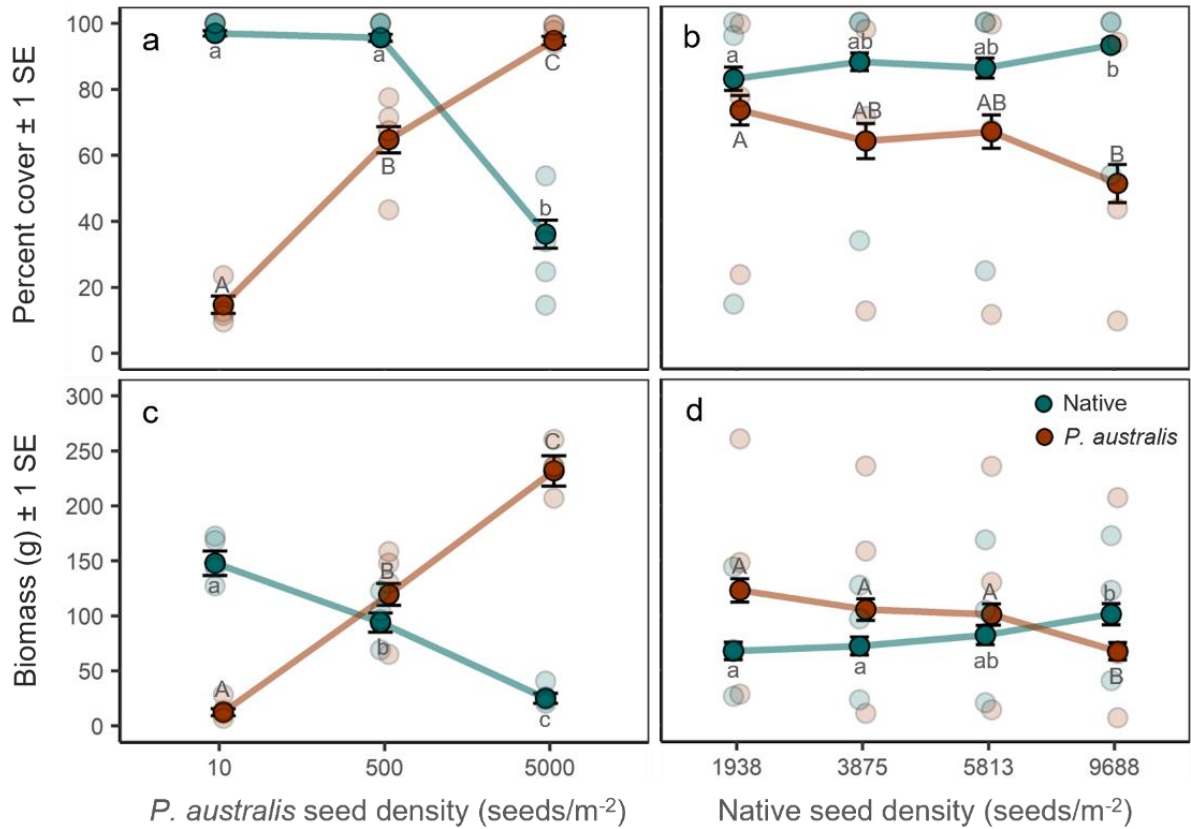 Percent cover ± 1 SE
100
80
60
40
20
0
a
a
a
b
A
B
C
b
a
ab
ab
b
A
AB
AB
B
Biomass (g) ± 1 SE
300
250
200
150
100
50
0
c
a
b
c
A
B
C
d
Native
P. australis
A
A
A
B
a
a
ab
b
10
500
5000
1938
3875
5813
9688
P. australis seed density (seeds/m⁻²)
Native seed density (seeds/m⁻²)